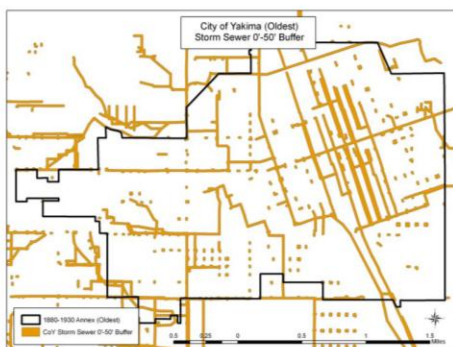 City of Yakima (Oldest)
Storm Sewer 0'-50' Buffer
1880-1930 Annex (Oldest)
CoY Storm Sewer 0'-50' Buffer
0.5 0.25 0 0.5 1 1.5
Miles